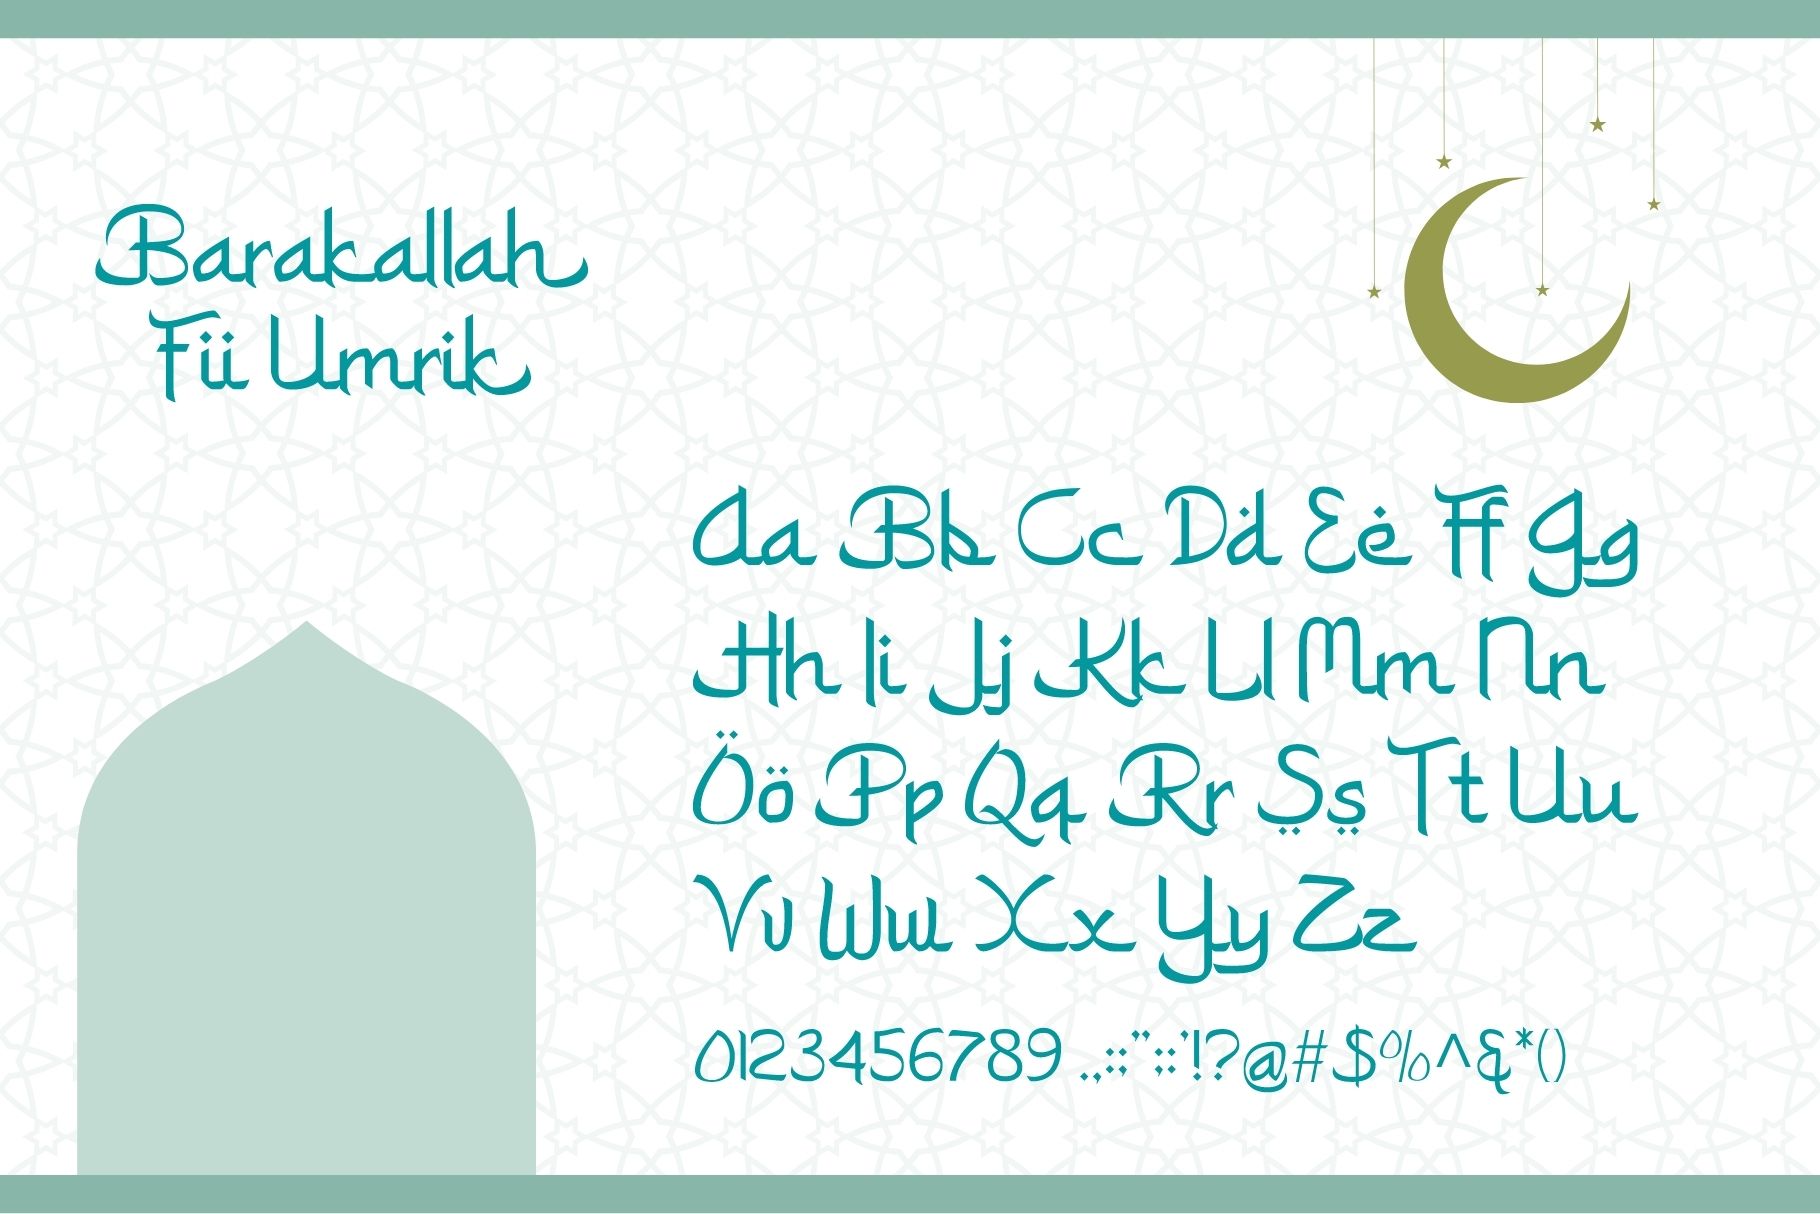 Barakallah
Fii Umrik
Aa Bb Cc Dd Ee Ff Gg
Hh Ii Jj Kk Ll Mm Nn
Öö Pp Qq Rr Ss Tt Uu
Vv Ww Xx Yy Zz
0123456789 .,:;"::'!?@#$%^&*()